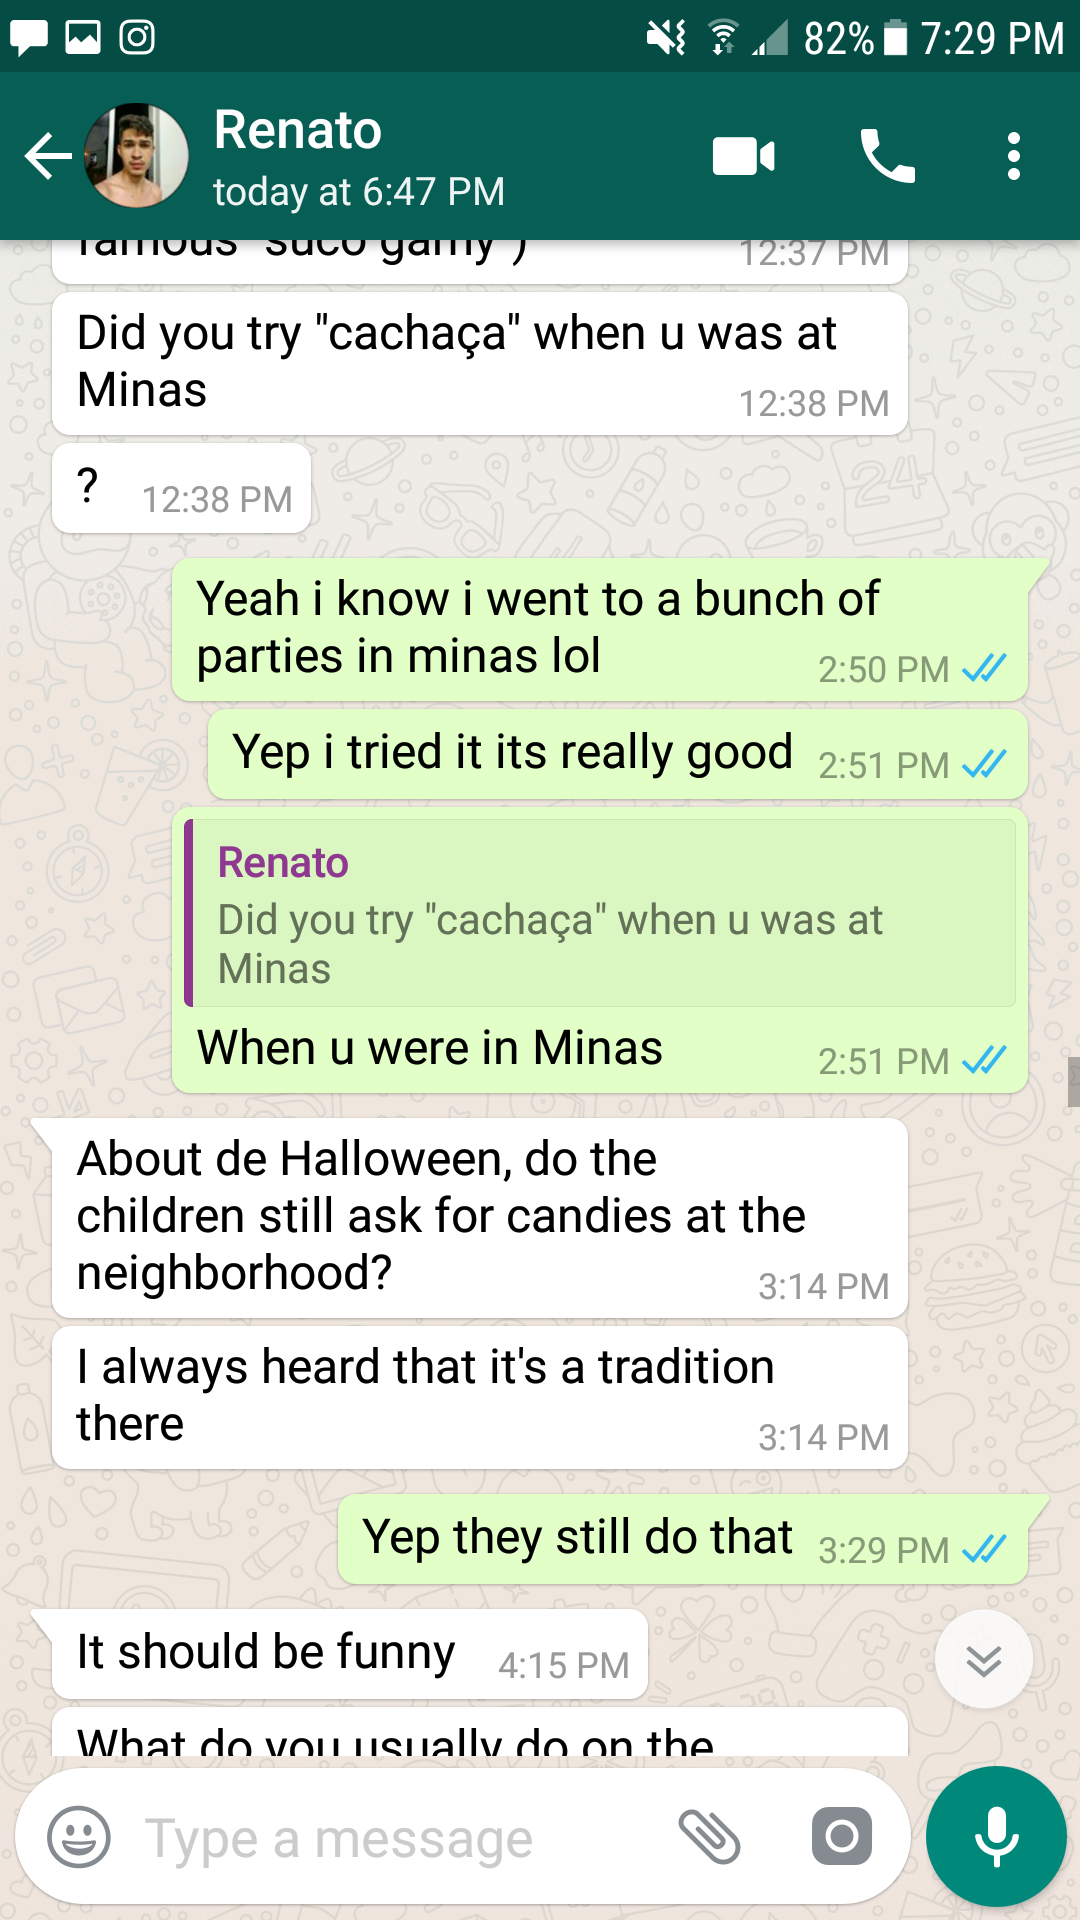 82% 7:29 PM
Renato
today at 6:47 PM
famous "suco gamy") 12:37 PM
Did you try "cachaça" when u was at
Minas 12:38 PM
? 12:38 PM
Yeah i know i went to a bunch of
parties in minas lol 2:50 PM
Yep i tried it its really good 2:51 PM
Renato
Did you try "cachaça" when u was at
Minas
When u were in Minas 2:51 PM
About de Halloween, do the
children still ask for candies at the
neighborhood? 3:14 PM
I always heard that it's a tradition
there 3:14 PM
Yep they still do that 3:29 PM
It should be funny 4:15 PM
What do you usually do on the
Type a message